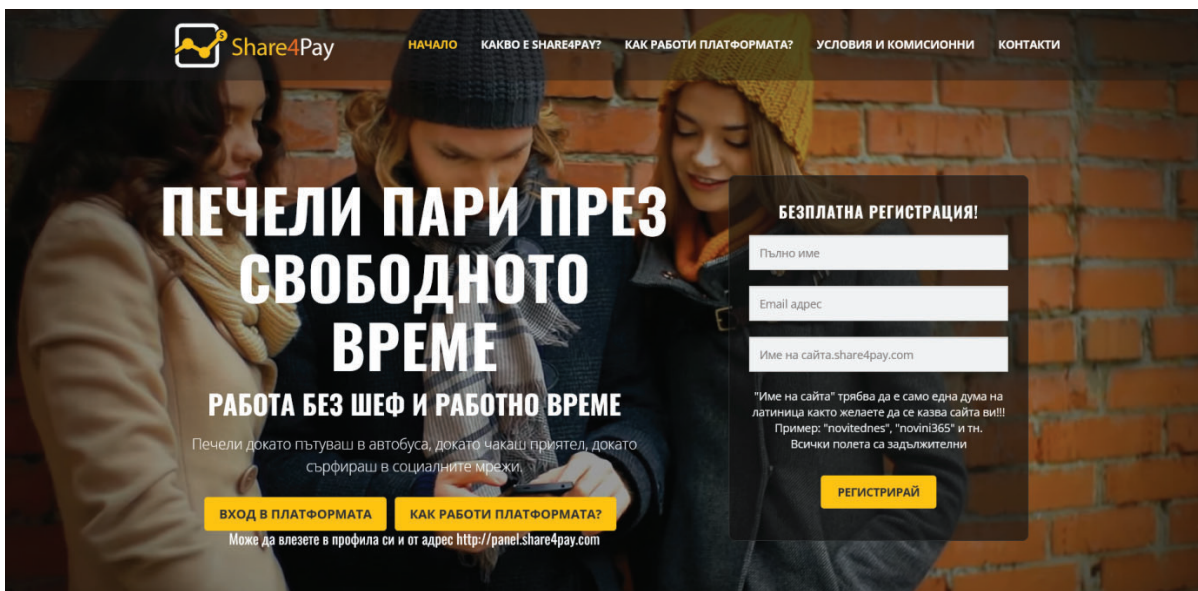 Share4Pay
НАЧАЛО КАКВО Е SHARE4PAY? КАК РАБОТИ ПЛАТФОРМАТА? УСЛОВИЯ И КОМИСИОННИ КОНТАКТИ
ПЕЧЕЛИ ПАРИ ПРЕЗ
СВОБОДНОТО
ВРЕМЕ
РАБОТА БЕЗ ШЕФ И РАБОТНО ВРЕМЕ
Печели докато пътуваш в автобуса, докато чакаш приятел, докато
сърфираш в социалните мрежи.
ВХОД В ПЛАТФОРМАТА КАК РАБОТИ ПЛАТФОРМАТА?
Може да влезете в профила си и от адрес http://panel.share4pay.com
БЕЗПЛАТНА РЕГИСТРАЦИЯ!
Пълно име
Email адрес
Име на сайта.share4pay.com
"Име на сайта" трябва да е само една дума на
латиница както желаете да се казва сайта ви!!!
Пример: "novitednes", "novini365" и тн.
Всички полета са задължителни
РЕГИСТРИРАЙ